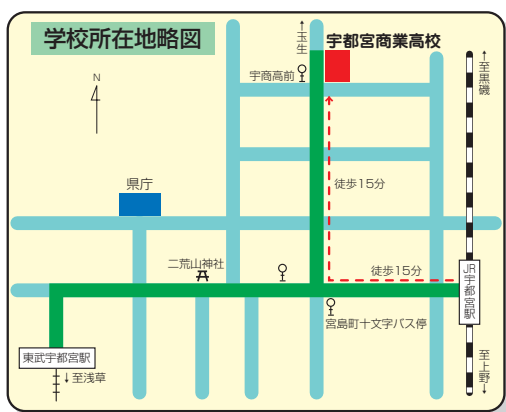 学校所在地略図
↑至玉生
宇都宮商業高校
宇商高前
↑至黒磯
N
徒歩15分
県庁
二荒山神社
徒歩15分
JR宇都宮駅
宮島町十文字バス停
東武宇都宮駅
↓至浅草
至上野↓